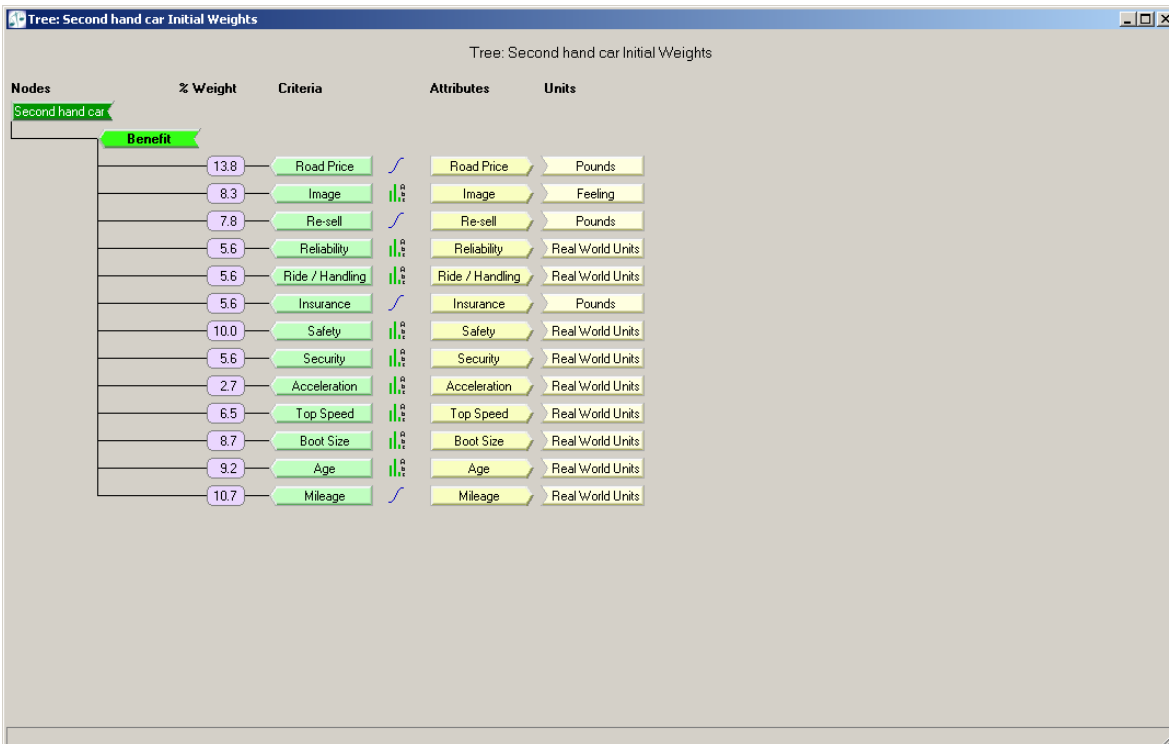 Tree: Second hand car Initial Weights
Tree: Second hand car Initial Weights
Nodes % Weight Criteria Attributes Units
Second hand car
Benefit
13.8 Road Price Road Price Pounds
8.3 Image Image Feeling
7.8 Re-sell Re-sell Pounds
5.6 Reliability Reliability Real World Units
5.6 Ride / Handling Ride / Handling Real World Units
5.6 Insurance Insurance Pounds
10.0 Safety Safety Real World Units
5.6 Security Security Real World Units
2.7 Acceleration Acceleration Real World Units
6.5 Top Speed Top Speed Real World Units
8.7 Boot Size Boot Size Real World Units
9.2 Age Age Real World Units
10.7 Mileage Mileage Real World Units